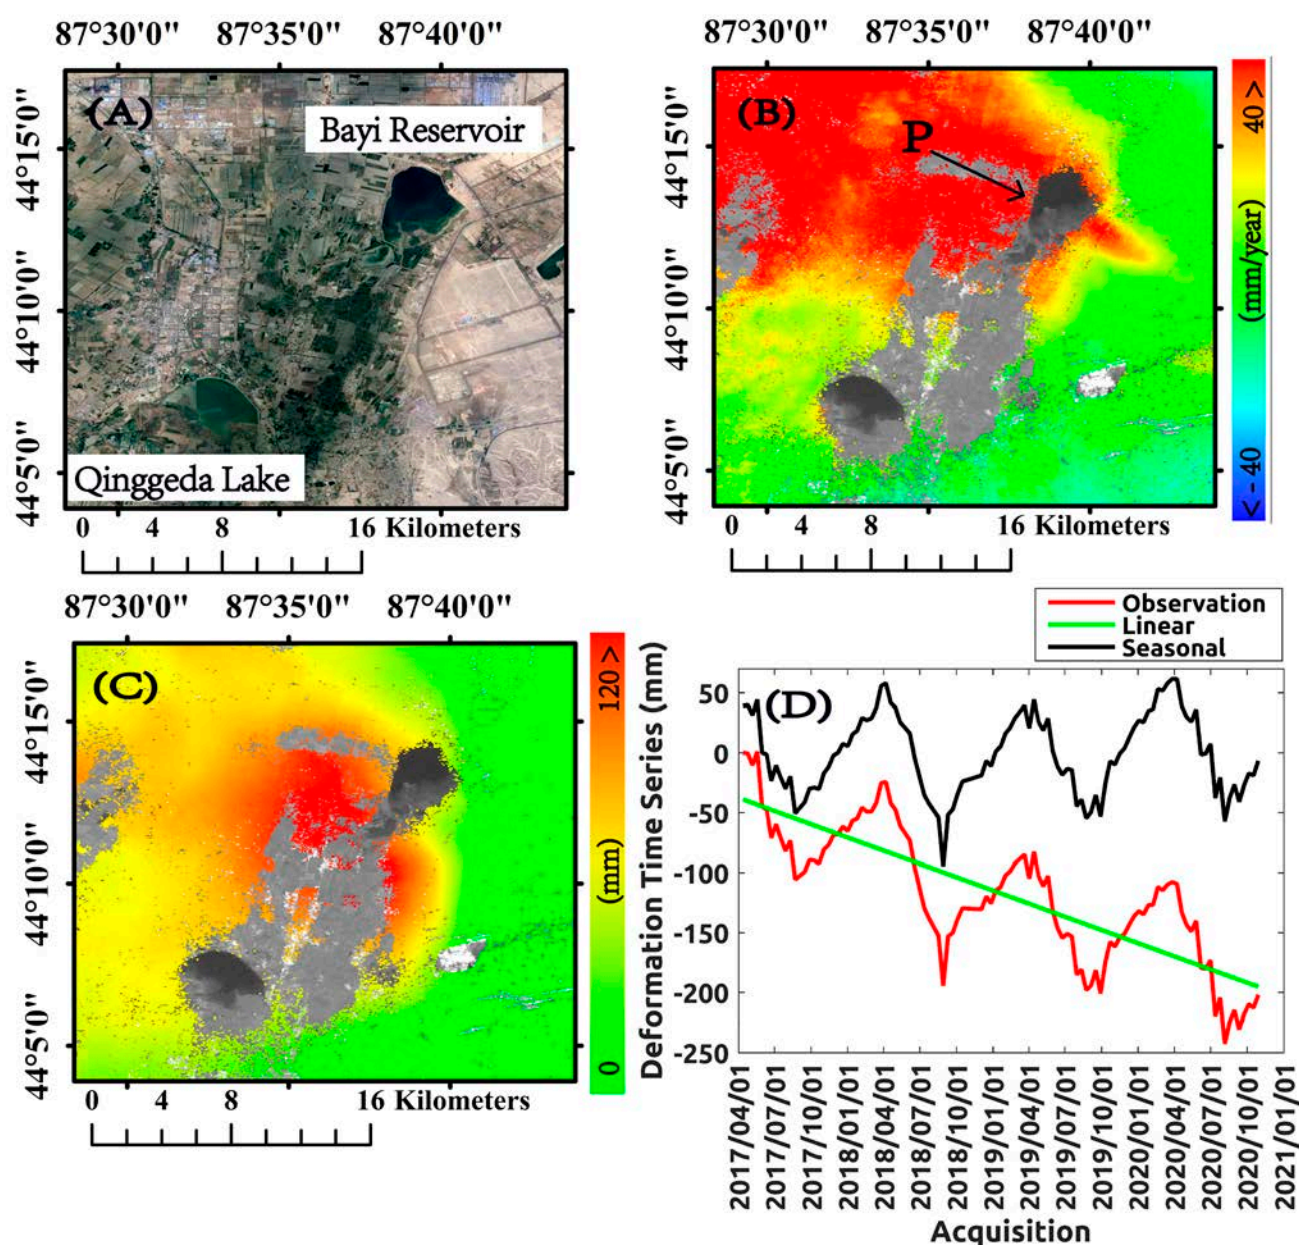 87°30'0" 87°35'0" 87°40'0"
(A)
Bayi Reservoir
Qinggeda Lake
44°15'0"
44°10'0"
44°5'0"
0 4 8 16 Kilometers
87°30'0" 87°35'0" 87°40'0"
(B)
P
44°15'0"
44°10'0"
44°5'0"
0 4 8 16 Kilometers
< - 40 (mm/year) 40 >
87°30'0" 87°35'0" 87°40'0"
(C)
44°15'0"
44°10'0"
44°5'0"
0 4 8 16 Kilometers
0 (mm) 120 >
Observation
Linear
Seasonal
(D)
Deformation Time Series (mm)
50
0
-50
-100
-150
-200
-250
2017/04/01
2017/07/01
2017/10/01
2018/01/01
2018/04/01
2018/07/01
2018/10/01
2019/01/01
2019/04/01
2019/07/01
2019/10/01
2020/01/01
2020/04/01
2020/07/01
2020/10/01
2021/01/01
Acquisition